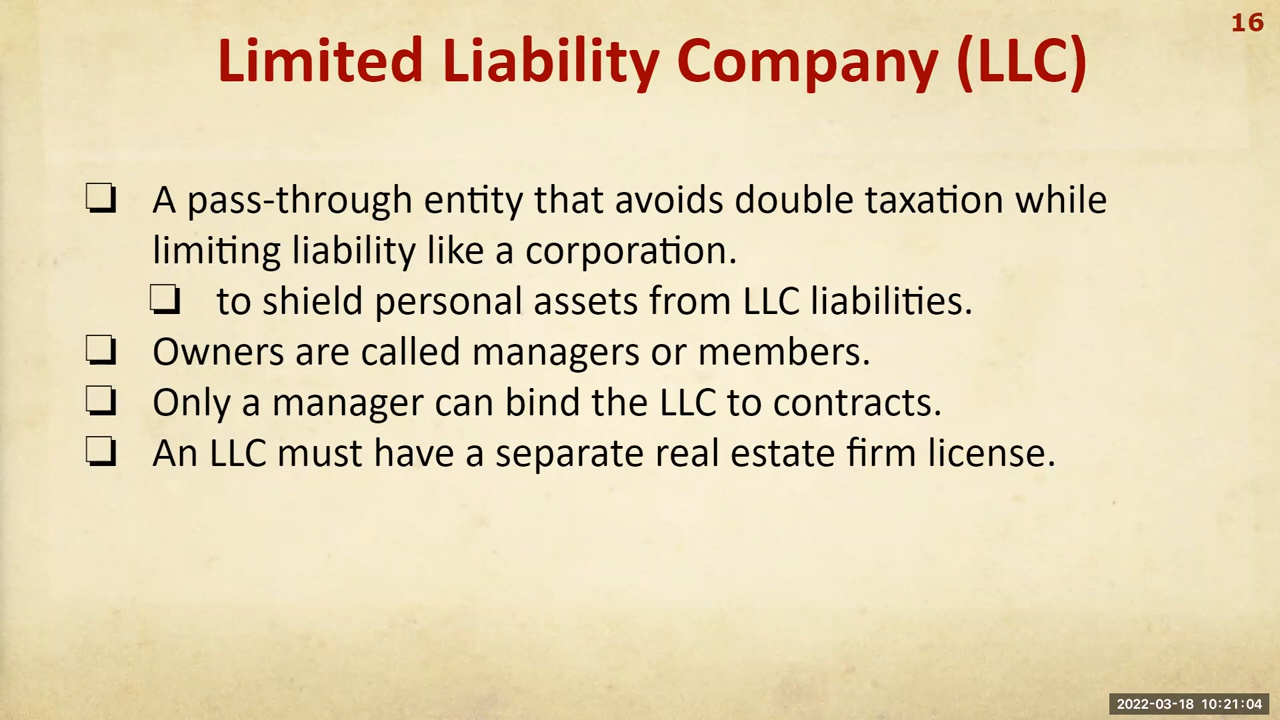 16
Limited Liability Company (LLC)
❏ A pass-through entity that avoids double taxation while
limiting liability like a corporation.
❏ to shield personal assets from LLC liabilities.
❏ Owners are called managers or members.
❏ Only a manager can bind the LLC to contracts.
❏ An LLC must have a separate real estate firm license.
2022-03-18 10:21:04